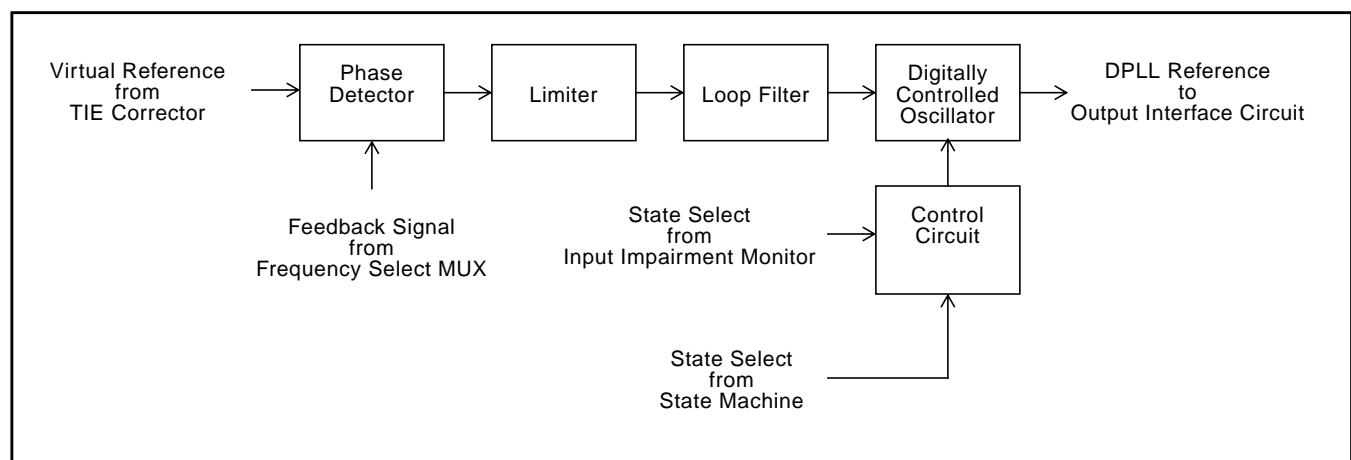 Virtual Reference
from
TIE Corrector
Phase
Detector
Limiter
Loop Filter
Digitally
Controlled
Oscillator
DPLL Reference
to
Output Interface Circuit
Feedback Signal
from
Frequency Select MUX
State Select
from
Input Impairment Monitor
Control
Circuit
State Select
from
State Machine